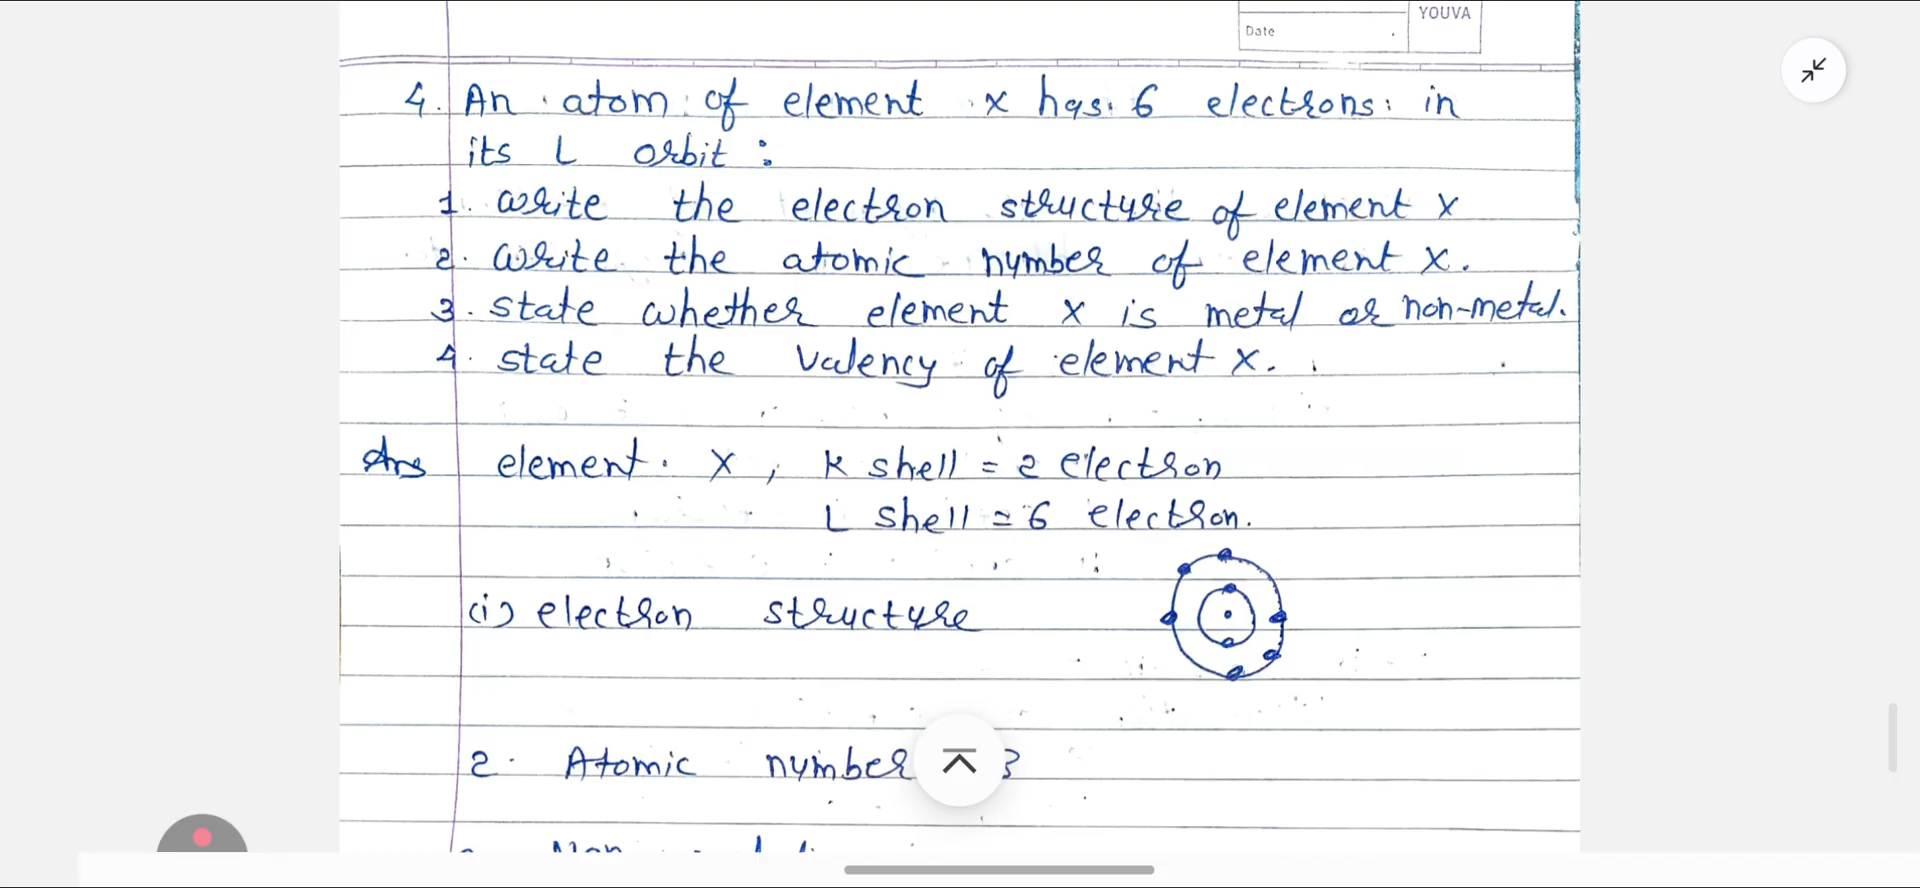 YOUVA
Date
4. An atom of element x has 6 electrons in
its L orbit :
1. write the electron structure of element x
2. write the atomic number of element x.
3. state whether element x is metal or non-metal.
4. state the valency of element x.
Ans element x, K shell = 2 electron
L shell = 6 electron.
(i) electron structure
2. Atomic number